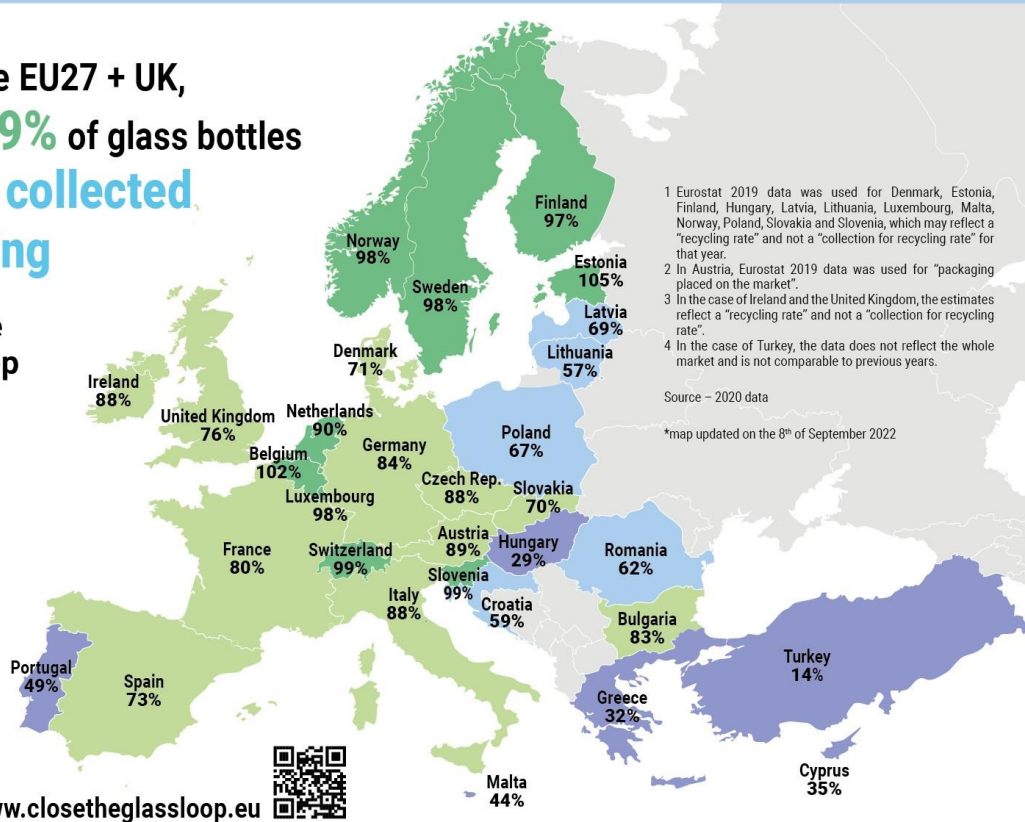 EU27 + UK,
9% of glass bottles
collected
Finland
97%
Norway
98%
Sweden
98%
Estonia
105%
Latvia
69%
Lithuania
57%
Denmark
71%
Ireland
88%
United Kingdom
76%
Netherlands
90%
Belgium
102%
Germany
84%
Poland
67%
Luxembourg
98%
Czech Rep.
88%
Slovakia
70%
France
80%
Switzerland
99%
Austria
89%
Hungary
29%
Romania
62%
Slovenia
99%
Italy
88%
Croatia
59%
Bulgaria
83%
Portugal
49%
Spain
73%
Greece
32%
Turkey
14%
Malta
44%
Cyprus
35%
1 Eurostat 2019 data was used for Denmark, Estonia,
Finland, Hungary, Latvia, Lithuania, Luxembourg, Malta,
Norway, Poland, Slovakia and Slovenia, which may reflect a
“recycling rate” and not a “collection for recycling rate” for
that year.
2 In Austria, Eurostat 2019 data was used for “packaging
placed on the market”.
3 In the case of Ireland and the United Kingdom, the estimates
reflect a “recycling rate” and not a “collection for recycling
rate”.
4 In the case of Turkey, the data does not reflect the whole
market and is not comparable to previous years.
Source – 2020 data
*map updated on the 8th of September 2022
w.closetheglassloop.eu